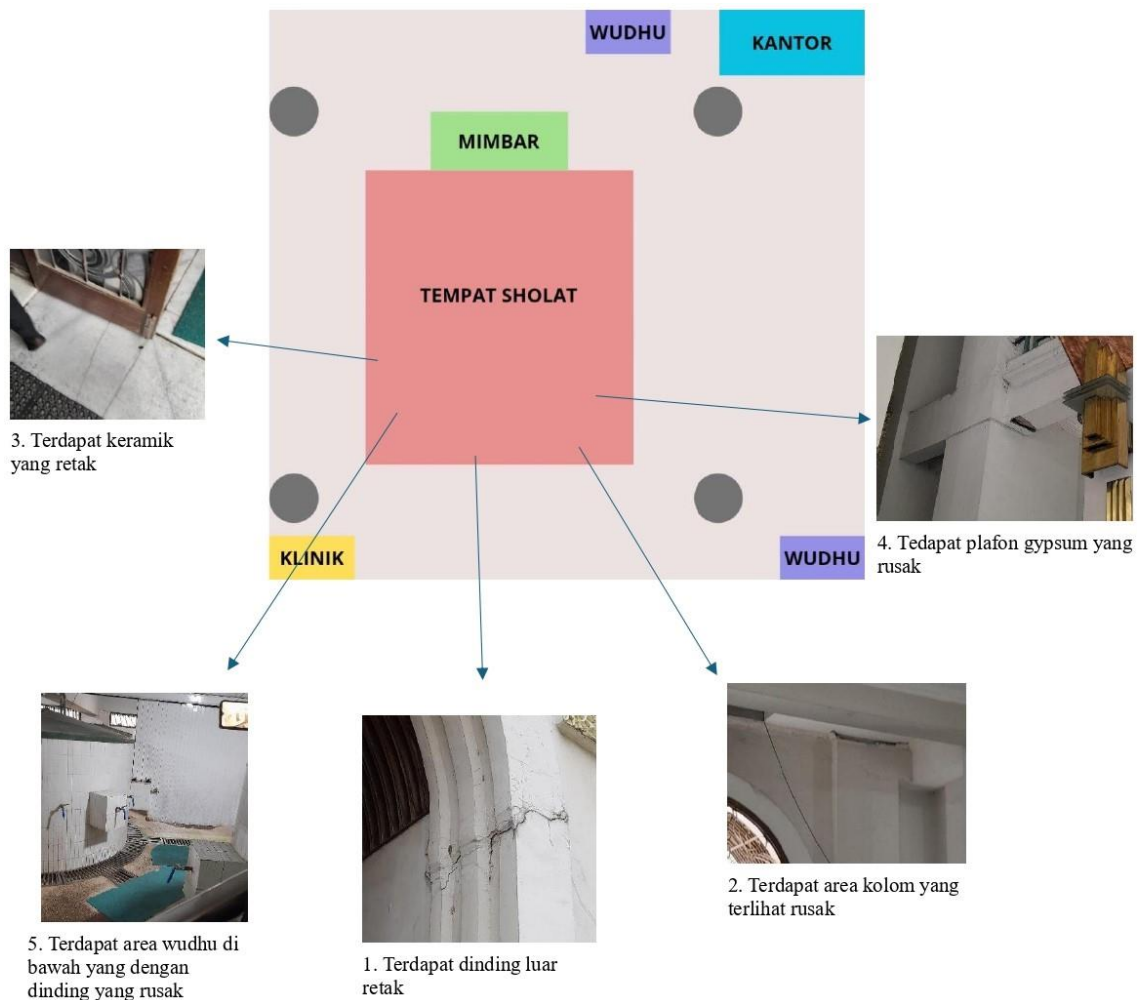 WUDHU
KANTOR
MIMBAR
TEMPAT SHOLAT
3. Terdapat keramik
yang retak
4. Tedapat plafon gypsum yang
rusak
KLINIK
WUDHU
2. Terdapat area kolom yang
terlihat rusak
5. Terdapat area wudhu di
bawah yang dengan
dinding yang rusak
1. Terdapat dinding luar
retak